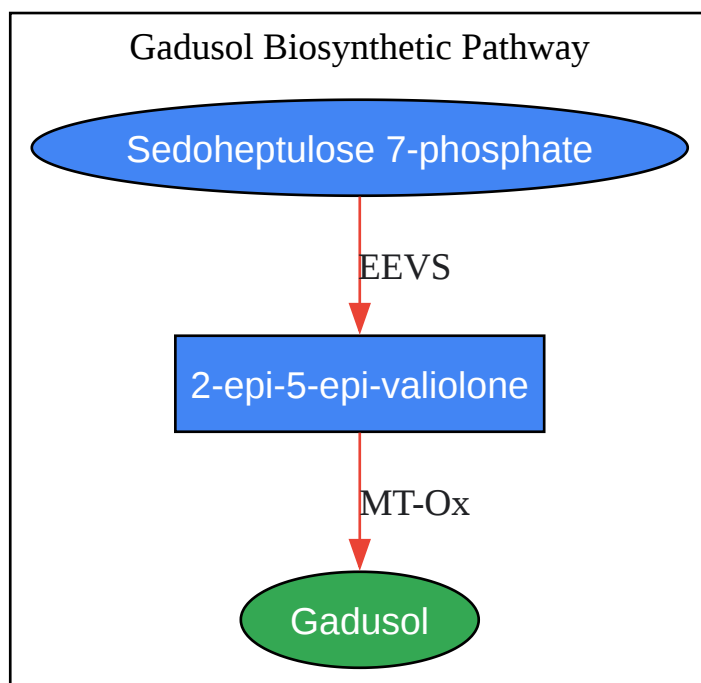 Gadusol Biosynthetic Pathway
Sedoheptulose 7-phosphate
EEVS
2-epi-5-epi-valiolone
MT-Ox
Gadusol